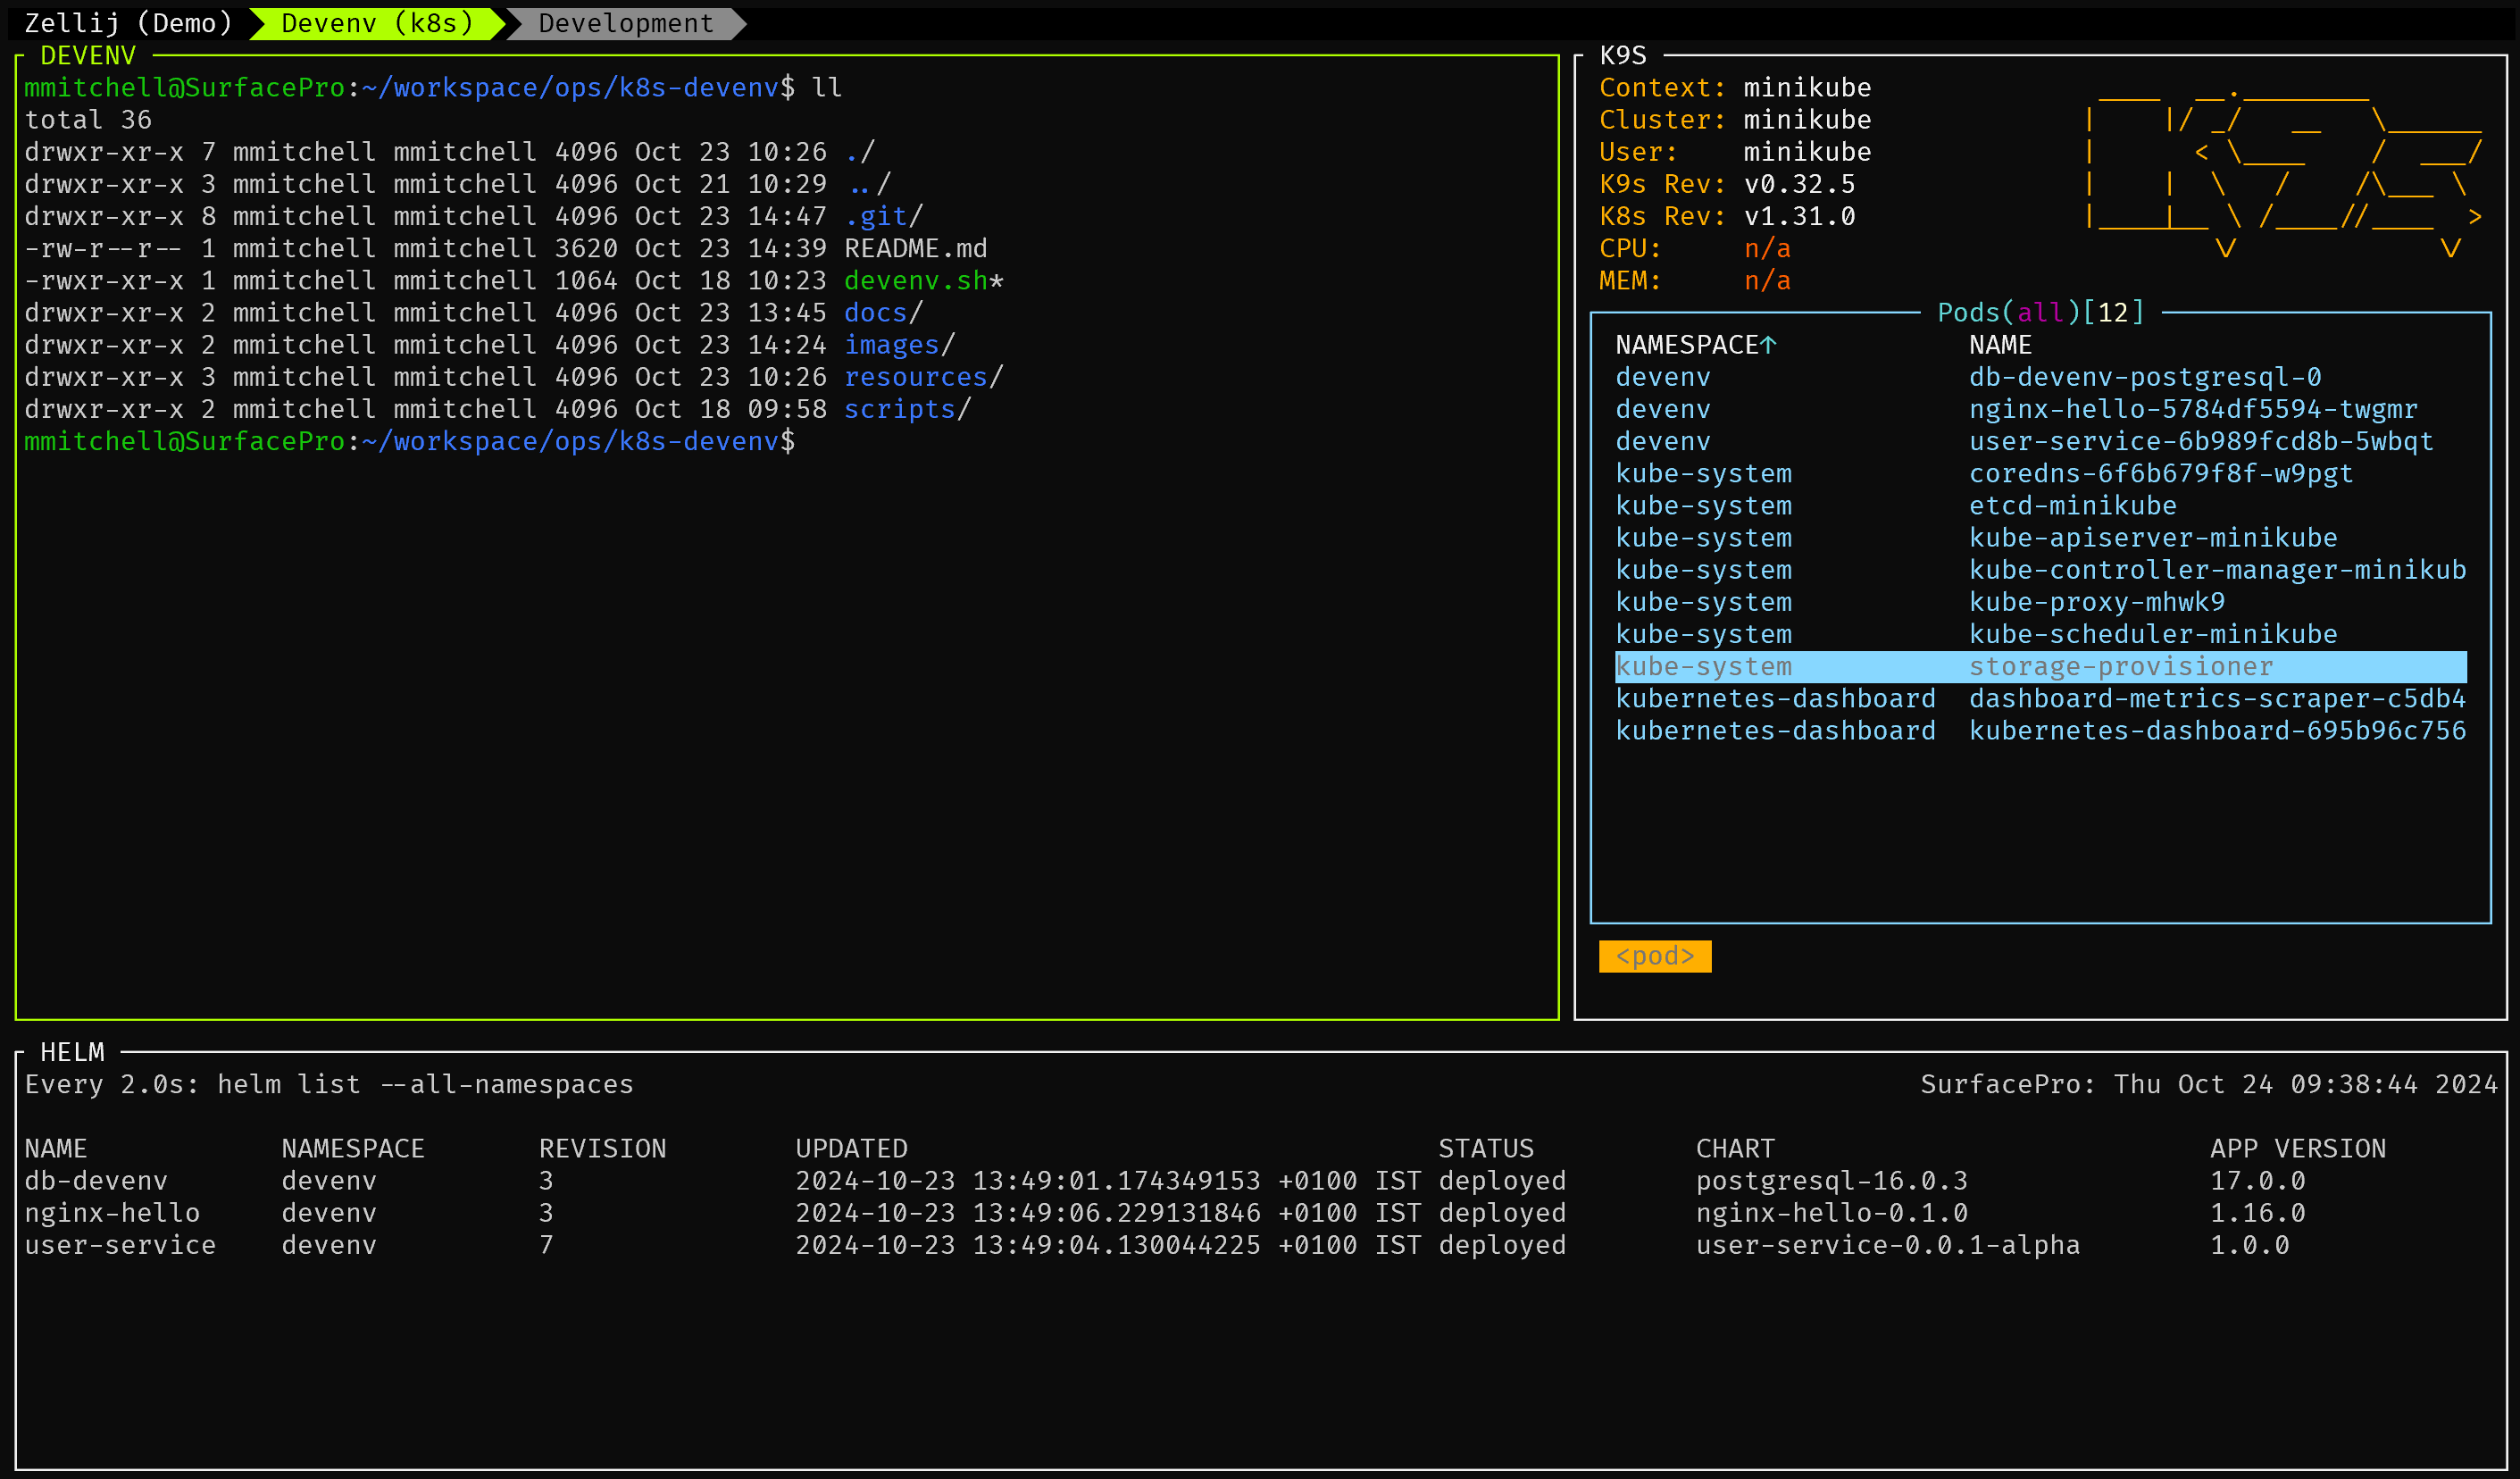 Zellij (Demo) Devenv (k8s) Development
DEVENV
mmitchell@SurfacePro:~/workspace/ops/k8s-devenv$ ll
total 36
drwxr-xr-x 7 mmitchell mmitchell 4096 Oct 23 10:26 ./
drwxr-xr-x 3 mmitchell mmitchell 4096 Oct 21 10:29 ../
drwxr-xr-x 8 mmitchell mmitchell 4096 Oct 23 14:47 .git/
-rw-r--r-- 1 mmitchell mmitchell 3620 Oct 23 14:39 README.md
-rwxr-xr-x 1 mmitchell mmitchell 1064 Oct 18 10:23 devenv.sh*
drwxr-xr-x 2 mmitchell mmitchell 4096 Oct 23 13:45 docs/
drwxr-xr-x 2 mmitchell mmitchell 4096 Oct 23 14:24 images/
drwxr-xr-x 3 mmitchell mmitchell 4096 Oct 23 10:26 resources/
drwxr-xr-x 2 mmitchell mmitchell 4096 Oct 18 09:58 scripts/
mmitchell@SurfacePro:~/workspace/ops/k8s-devenv$
K9S
Context: minikube
Cluster: minikube
User: minikube
K9s Rev: v0.32.5
K8s Rev: v1.31.0
CPU: n/a
MEM: n/a
Pods(all)[12]
NAMESPACE↑ NAME
devenv db-devenv-postgresql-0
devenv nginx-hello-5784df5594-twgmr
devenv user-service-6b989fcd8b-5wbqt
kube-system coredns-6f6b679f8f-w9pgt
kube-system etcd-minikube
kube-system kube-apiserver-minikube
kube-system kube-controller-manager-minikub
kube-system kube-proxy-mhwk9
kube-system kube-scheduler-minikube
kube-system storage-provisioner
kubernetes-dashboard dashboard-metrics-scraper-c5db4
kubernetes-dashboard kubernetes-dashboard-695b96c756
<pod>
HELM
Every 2.0s: helm list --all-namespaces SurfacePro: Thu Oct 24 09:38:44 2024
NAME NAMESPACE REVISION UPDATED STATUS CHART APP VERSION
db-devenv devenv 3 2024-10-23 13:49:01.174349153 +0100 IST deployed postgresql-16.0.3 17.0.0
nginx-hello devenv 3 2024-10-23 13:49:06.229131846 +0100 IST deployed nginx-hello-0.1.0 1.16.0
user-service devenv 7 2024-10-23 13:49:04.130044225 +0100 IST deployed user-service-0.0.1-alpha 1.0.0